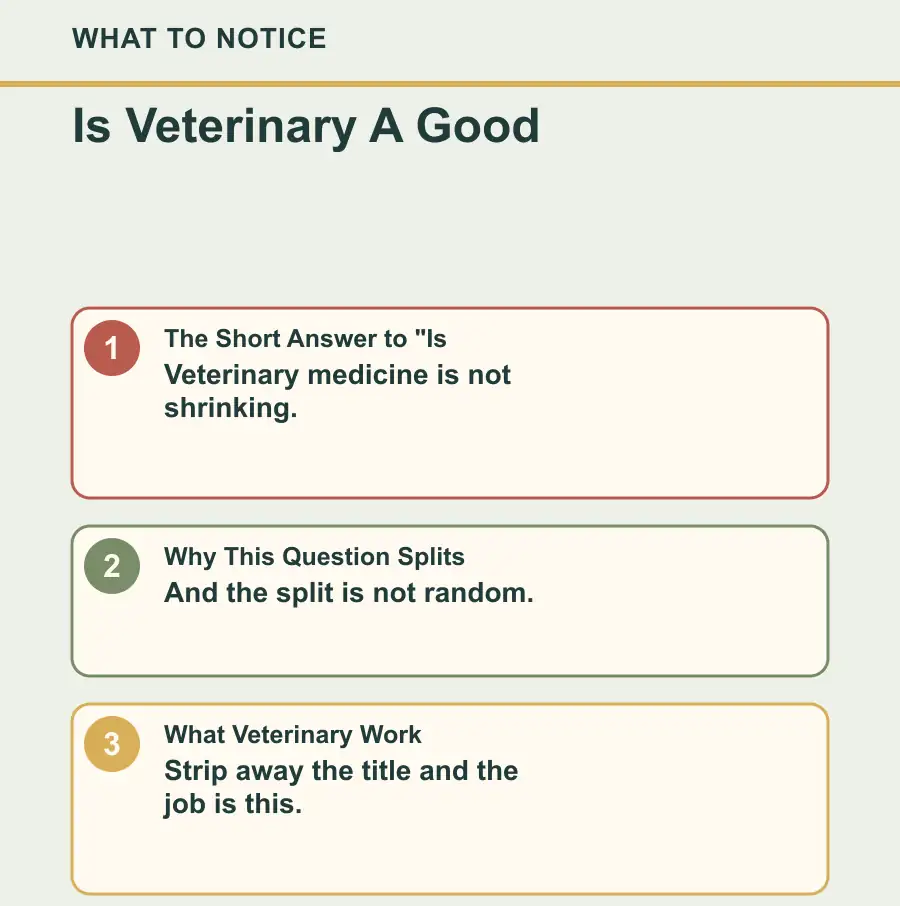 WHAT TO NOTICE
Is Veterinary A Good
1
The Short Answer to "Is
Veterinary medicine is not
shrinking.
2
Why This Question Splits
And the split is not random.
3
What Veterinary Work
Strip away the title and the
job is this.